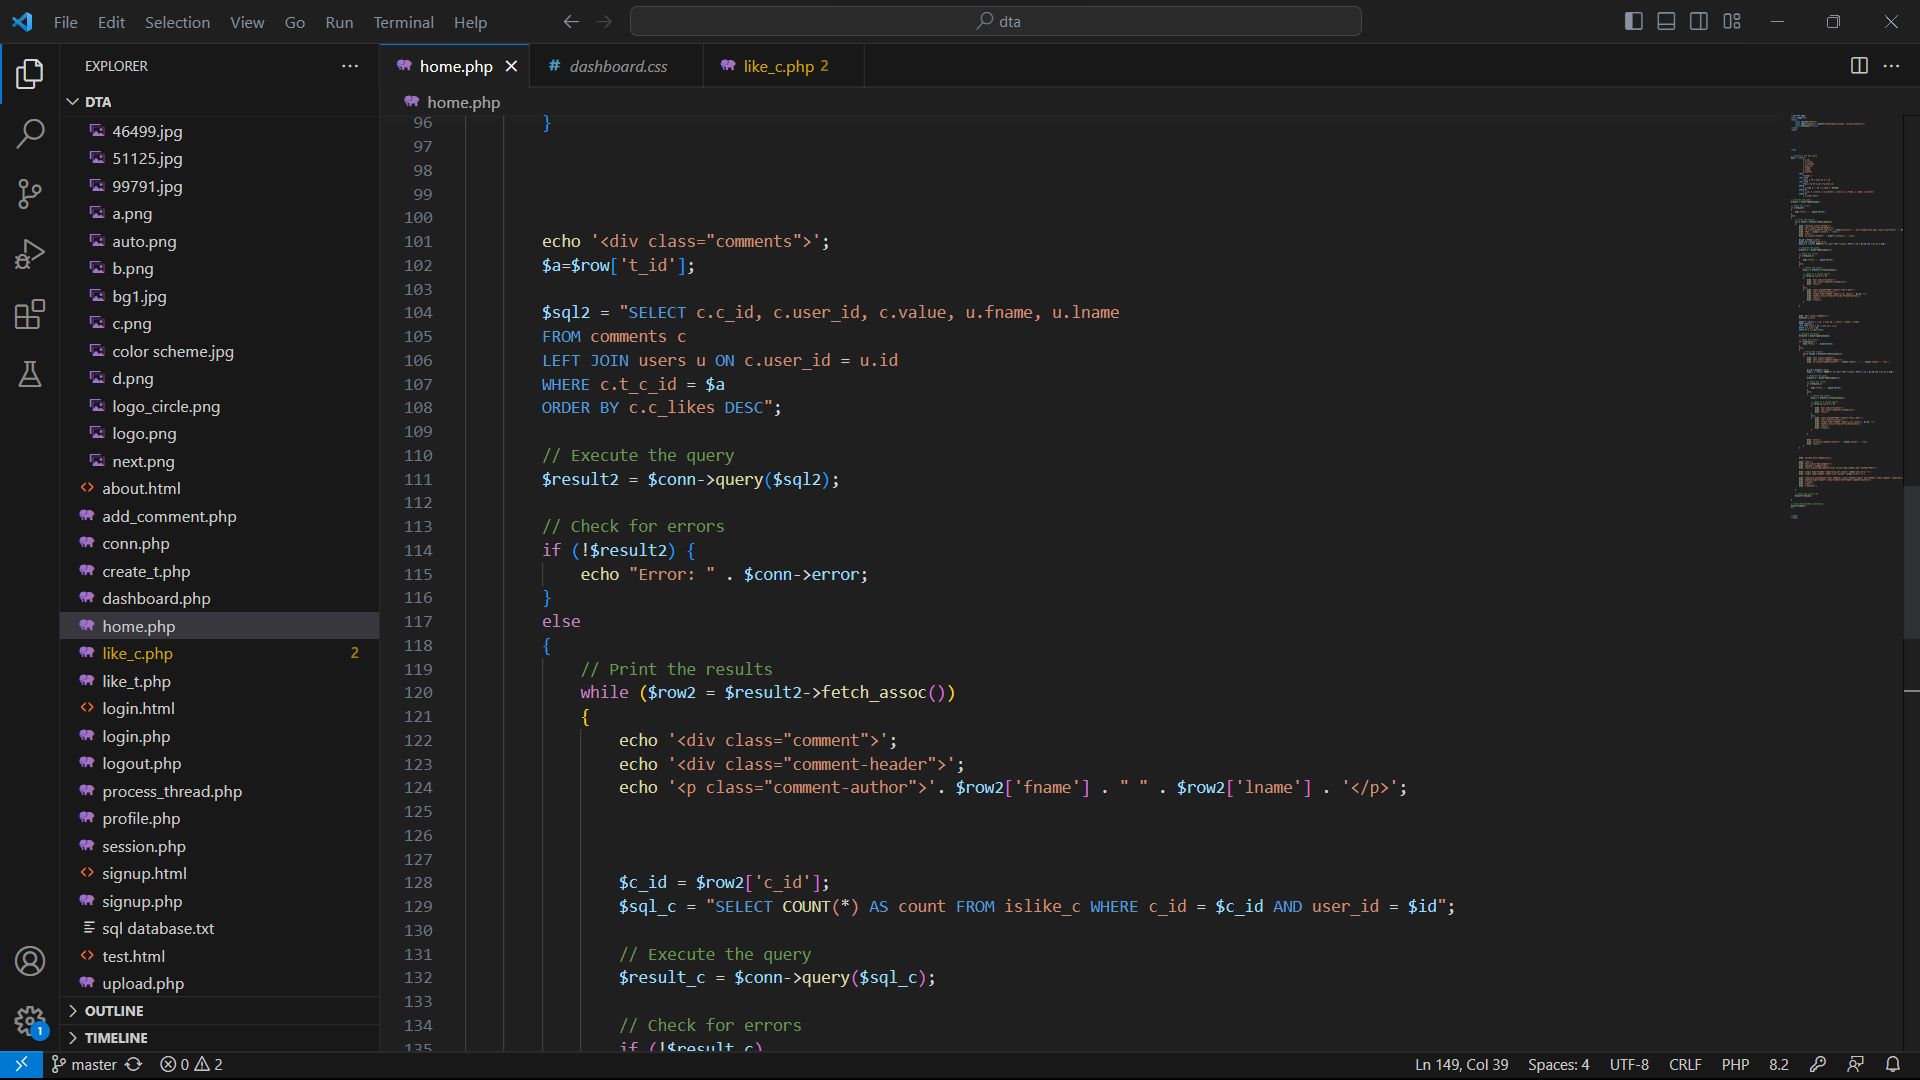 File Edit Selection View Go Run Terminal Help
dta
EXPLORER
DTA
46499.jpg
51125.jpg
99791.jpg
a.png
auto.png
b.png
bg1.jpg
c.png
color scheme.jpg
d.png
logo_circle.png
logo.png
next.png
about.html
add_comment.php
conn.php
create_t.php
dashboard.php
home.php
like_c.php 2
like_t.php
login.html
login.php
logout.php
process_thread.php
profile.php
session.php
signup.html
signup.php
sql database.txt
test.html
upload.php
OUTLINE
TIMELINE
home.php
# dashboard.css
like_c.php 2
home.php
96 }
97
98
99
100
101 echo '<div class="comments">';
102 $a=$row['t_id'];
103
104 $sql2 = "SELECT c.c_id, c.user_id, c.value, u.fname, u.lname
105 FROM comments c
106 LEFT JOIN users u ON c.user_id = u.id
107 WHERE c.t_c_id = $a
108 ORDER BY c.c_likes DESC";
109
110 // Execute the query
111 $result2 = $conn->query($sql2);
112
113 // Check for errors
114 if (!$result2) {
115 echo "Error: " . $conn->error;
116 }
117 else
118 {
119 // Print the results
120 while ($row2 = $result2->fetch_assoc())
121 {
122 echo '<div class="comment">';
123 echo '<div class="comment-header">';
124 echo '<p class="comment-author">'. $row2['fname'] . " " . $row2['lname'] . '</p>';
125
126
127
128 $c_id = $row2['c_id'];
129 $sql_c = "SELECT COUNT(*) AS count FROM islike_c WHERE c_id = $c_id AND user_id = $id";
130
131 // Execute the query
132 $result_c = $conn->query($sql_c);
133
134 // Check for errors
135 if (!$result_c)
1
master 0 2
Ln 149, Col 39 Spaces: 4 UTF-8 CRLF PHP 8.2